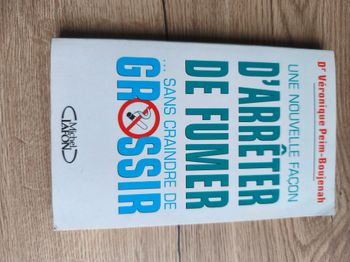 Dr Véronique Peim-Boujenah
UNE NOUVELLE FAÇON
D'ARRÊTER
DE FUMER
... SANS CRAINDRE DE
GROSSIR
Michel
LAFON